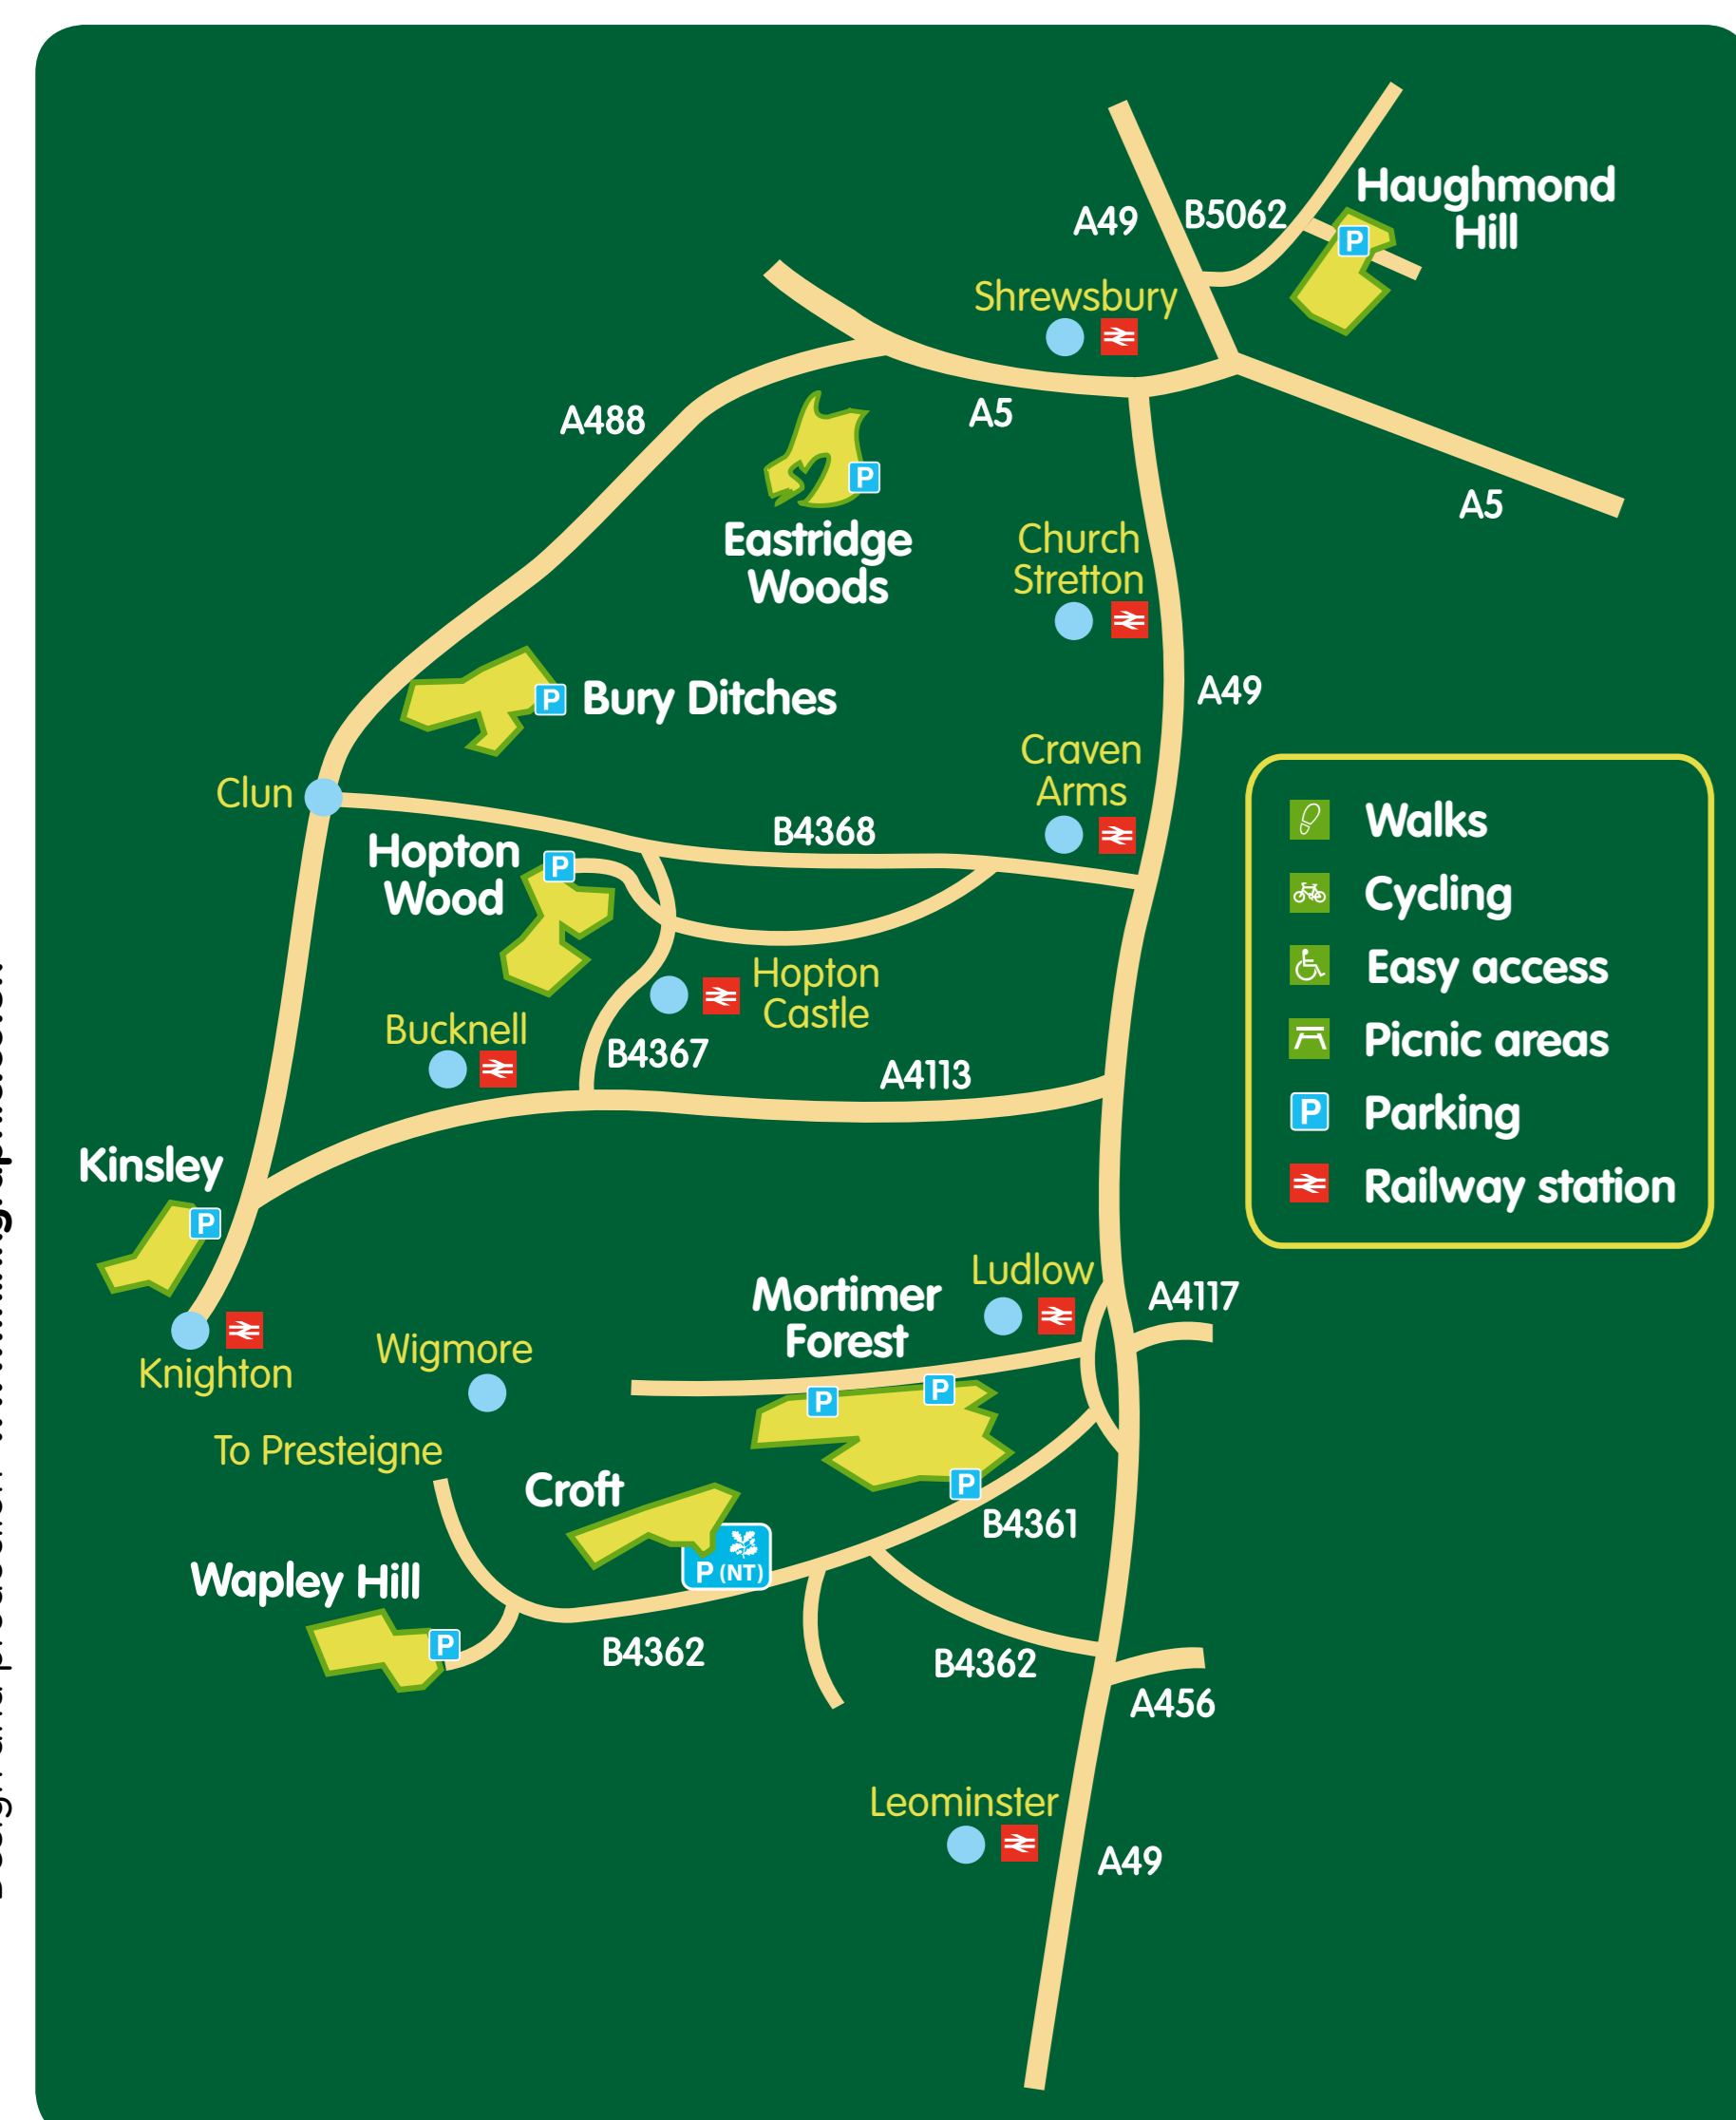 Haughmond
Hill
A49
B5062
Shrewsbury
A488
A5
A5
Eastridge
Woods
Church
Stretton
Bury Ditches
A49
Craven
Arms
Clun
B4368
Hopton
Wood
Hopton
Castle
Bucknell
B4367
A4113
Walks
Cycling
Easy access
Picnic areas
P Parking
Railway station
Kinsley
Knighton
Mortimer
Forest
Ludlow
A4117
Wigmore
To Presteigne
Croft
P (NT)
B4361
Wapley Hill
B4362
B4362
A456
Leominster
A49
P
P
P
P
P
P
P
P
P